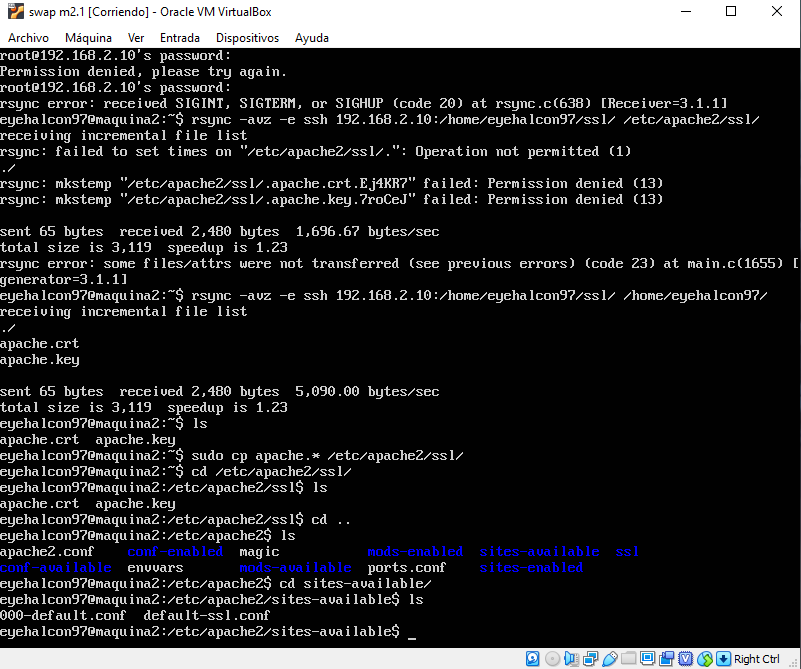 swap m2.1 [Corriendo] - Oracle VM VirtualBox
Archivo Máquina Ver Entrada Dispositivos Ayuda
root@192.168.2.10's password:
Permission denied, please try again.
root@192.168.2.10's password:
rsync error: received SIGINT, SIGTERM, or SIGHUP (code 20) at rsync.c(638) [Receiver=3.1.1]
eyehalcon97@maquina2:~$ rsync -avz -e ssh 192.168.2.10:/home/eyehalcon97/ssl/ /etc/apache2/ssl/
receiving incremental file list
rsync: failed to set times on "/etc/apache2/ssl/.": Operation not permitted (1)
./
rsync: mkstemp "/etc/apache2/ssl/.apache.crt.Ej4KR7" failed: Permission denied (13)
rsync: mkstemp "/etc/apache2/ssl/.apache.key.7roCeJ" failed: Permission denied (13)
sent 65 bytes  received 2,480 bytes  1,696.67 bytes/sec
total size is 3,119  speedup is 1.23
rsync error: some files/attrs were not transferred (see previous errors) (code 23) at main.c(1655) [
generator=3.1.1]
eyehalcon97@maquina2:~$ rsync -avz -e ssh 192.168.2.10:/home/eyehalcon97/ssl/ /home/eyehalcon97/
receiving incremental file list
./
apache.crt
apache.key
sent 65 bytes  received 2,480 bytes  5,090.00 bytes/sec
total size is 3,119  speedup is 1.23
eyehalcon97@maquina2:~$ ls
apache.crt  apache.key
eyehalcon97@maquina2:~$ sudo cp apache.* /etc/apache2/ssl/
eyehalcon97@maquina2:~$ cd /etc/apache2/ssl/
eyehalcon97@maquina2:/etc/apache2/ssl$ ls
apache.crt  apache.key
eyehalcon97@maquina2:/etc/apache2/ssl$ cd ..
eyehalcon97@maquina2:/etc/apache2$ ls
apache2.conf    conf-enabled  magic           mods-enabled  sites-available  ssl
conf-available  envvars       mods-available  ports.conf    sites-enabled
eyehalcon97@maquina2:/etc/apache2$ cd sites-available/
eyehalcon97@maquina2:/etc/apache2/sites-available$ ls
000-default.conf  default-ssl.conf
eyehalcon97@maquina2:/etc/apache2/sites-available$ _
Right Ctrl